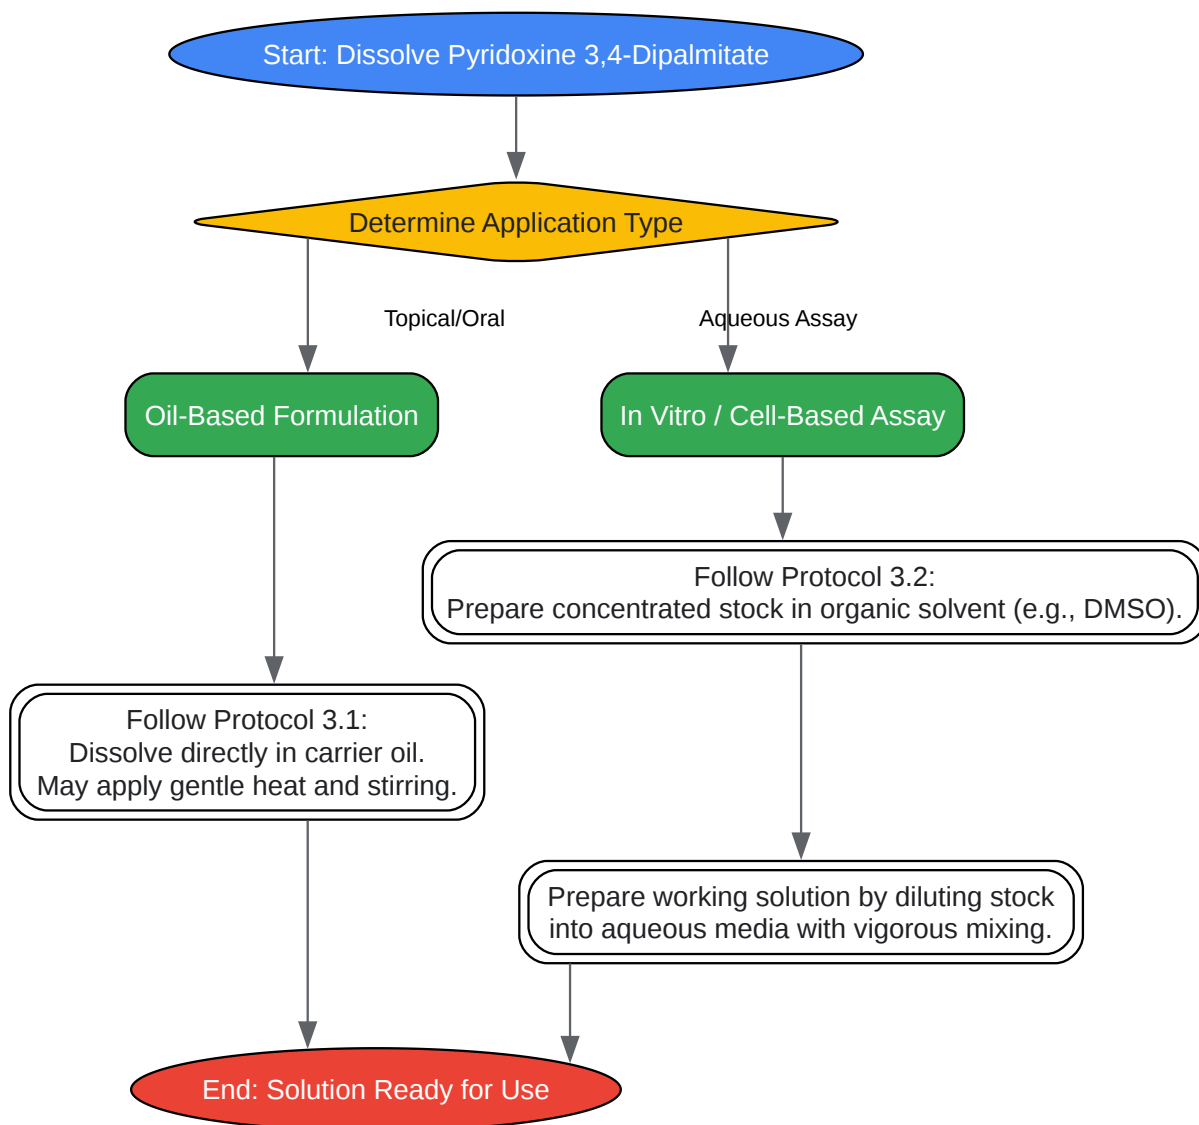 Start: Dissolve Pyridoxine 3,4-Dipalmitate
Determine Application Type
Topical/Oral
Aqueous Assay
Oil-Based Formulation
In Vitro / Cell-Based Assay
Follow Protocol 3.2:
Prepare concentrated stock in organic solvent (e.g., DMSO).
Follow Protocol 3.1:
Dissolve directly in carrier oil.
May apply gentle heat and stirring.
Prepare working solution by diluting stock
into aqueous media with vigorous mixing.
End: Solution Ready for Use